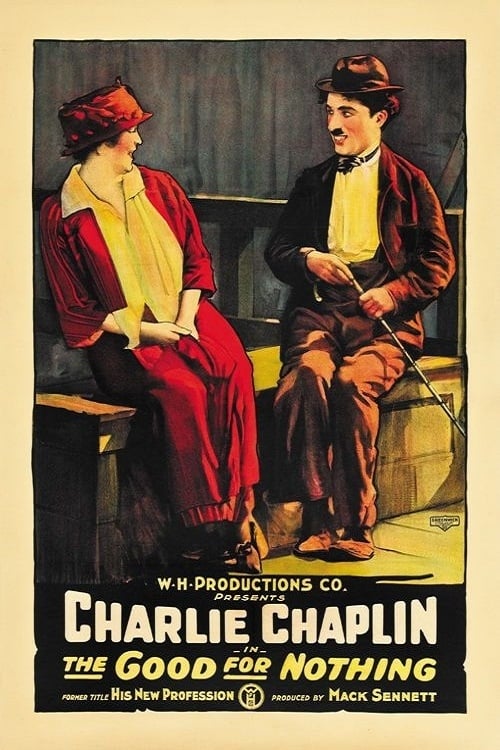 W·H·PRODUCTIONS CO.
PRESENTS
CHARLIE CHAPLIN
-IN-
THE GOOD FOR NOTHING
FORMER TITLE HIS NEW PROFESSION PRODUCED BY MACK SENNETT